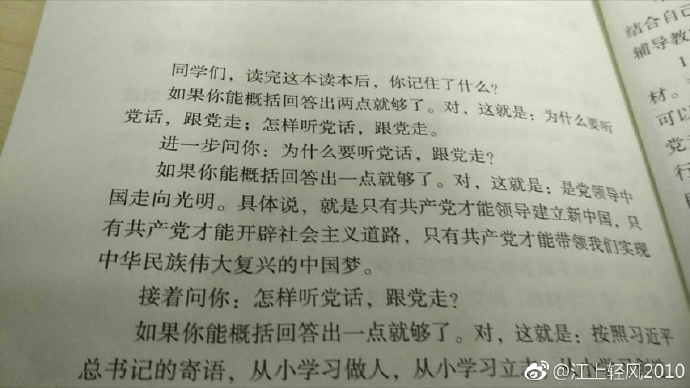 同学们，读完这本读本后，你记住了什么?
如果你能概括回答出两点就够了。对，这就是：为什么要听
党话，跟党走；怎样听党话，跟党走。
进一步问你：为什么要听党话，跟党走?
如果你能概括回答出一点就够了。对，这就是：是党领导中
国走向光明。具体说，就是只有共产党才能领导建立新中国，只
有共产党才能开辟社会主义道路，只有共产党才能带领我们实现
中华民族伟大复兴的中国梦。
接着问你：怎样听党话，跟党走?
如果你能概括回答出一点就够了。对，这就是：按照习近平
总书记的寄语，从小学习做人，从小学习立志，从小学习
结合自己
辅导教
1
材。
可以
党
行
@江上轻风2010